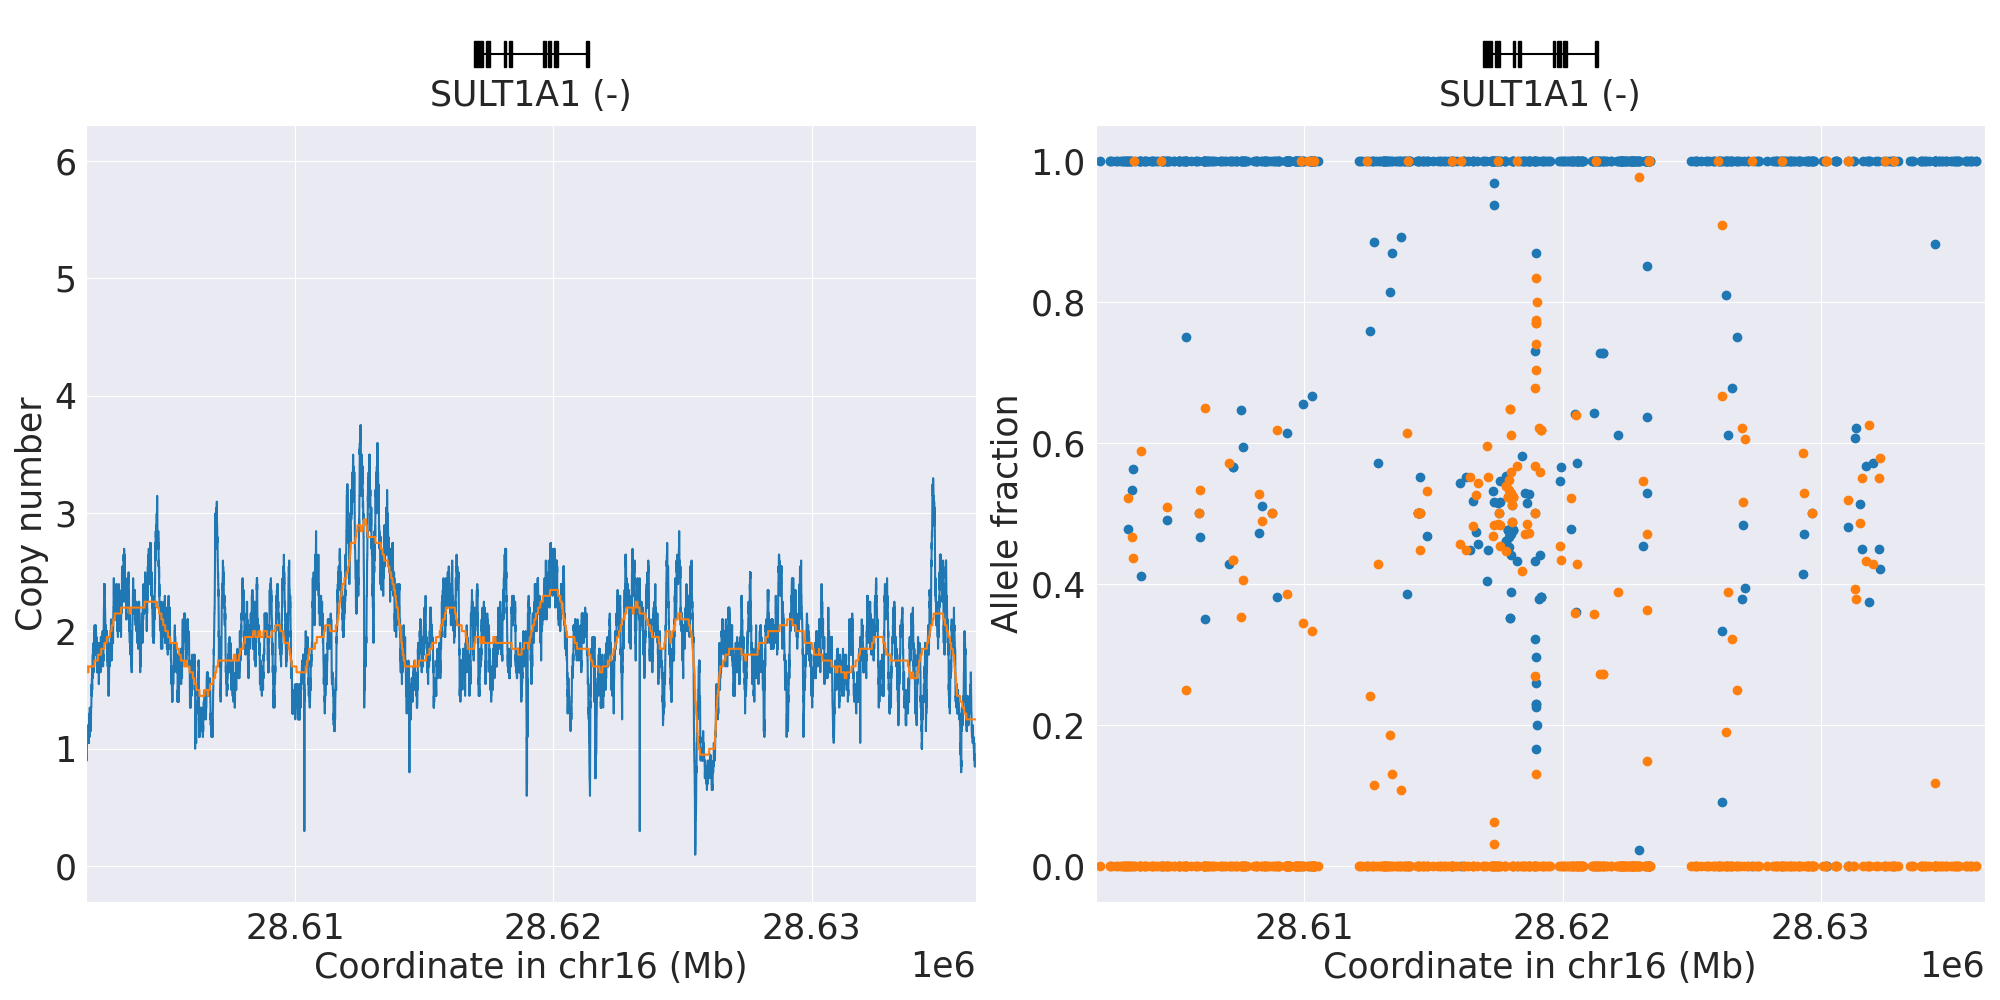 SULT1A1 (-)
6
5
4
3
2
1
0
Copy number
28.61
28.62
28.63
Coordinate in chr16 (Mb)
1e6
SULT1A1 (-)
1.0
0.8
0.6
0.4
0.2
0.0
Allele fraction
28.61
28.62
28.63
Coordinate in chr16 (Mb)
1e6